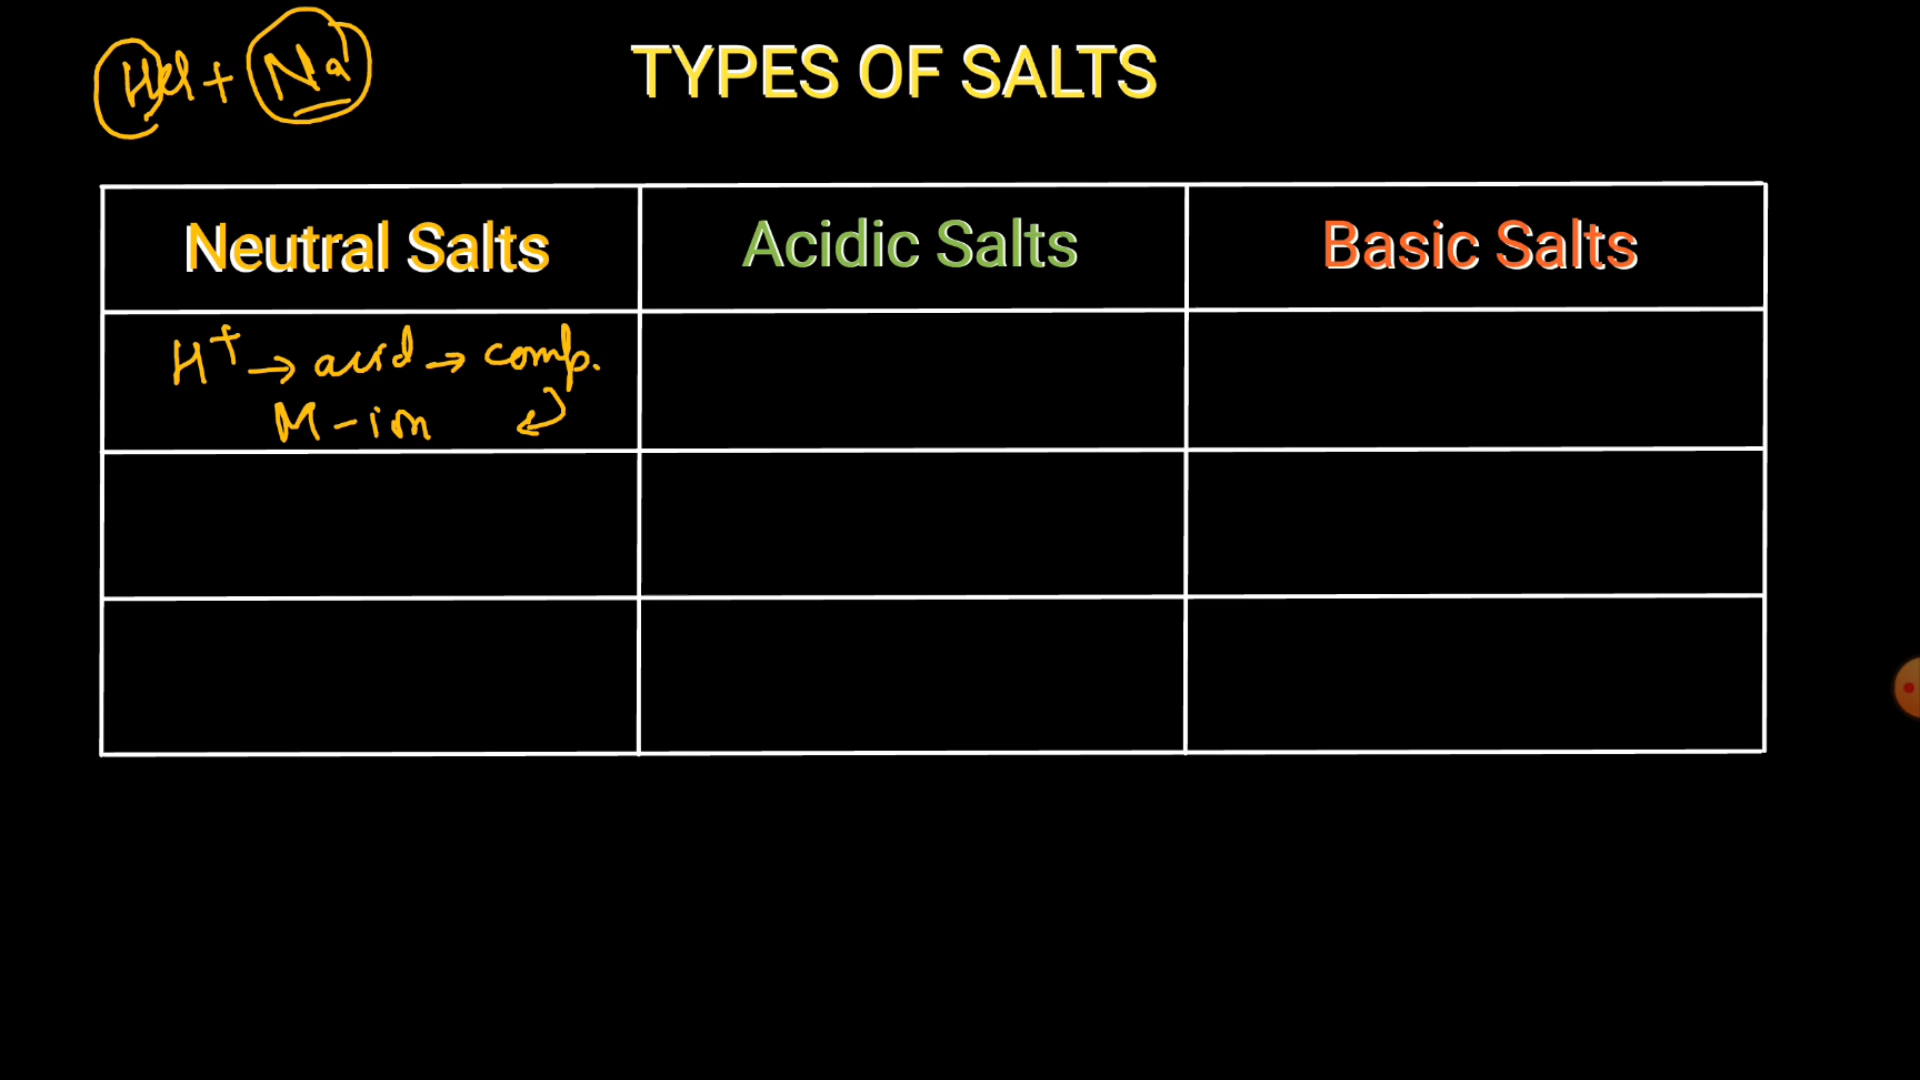 HCl + Na
TYPES OF SALTS
Neutral Salts
Acidic Salts
Basic Salts
H⁺ → acid → comp.
M-ion